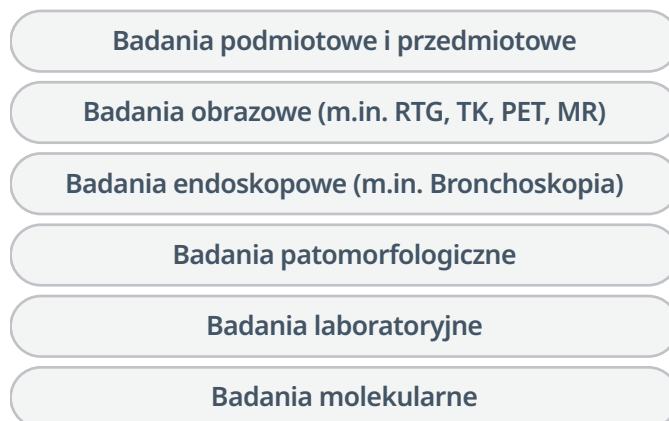 Badania podmiotowe i przedmiotowe
Badania obrazowe (m.in. RTG, TK, PET, MR)
Badania endoskopowe (m.in. Bronchoskopia)
Badania patomorfologiczne
Badania laboratoryjne
Badania molekularne